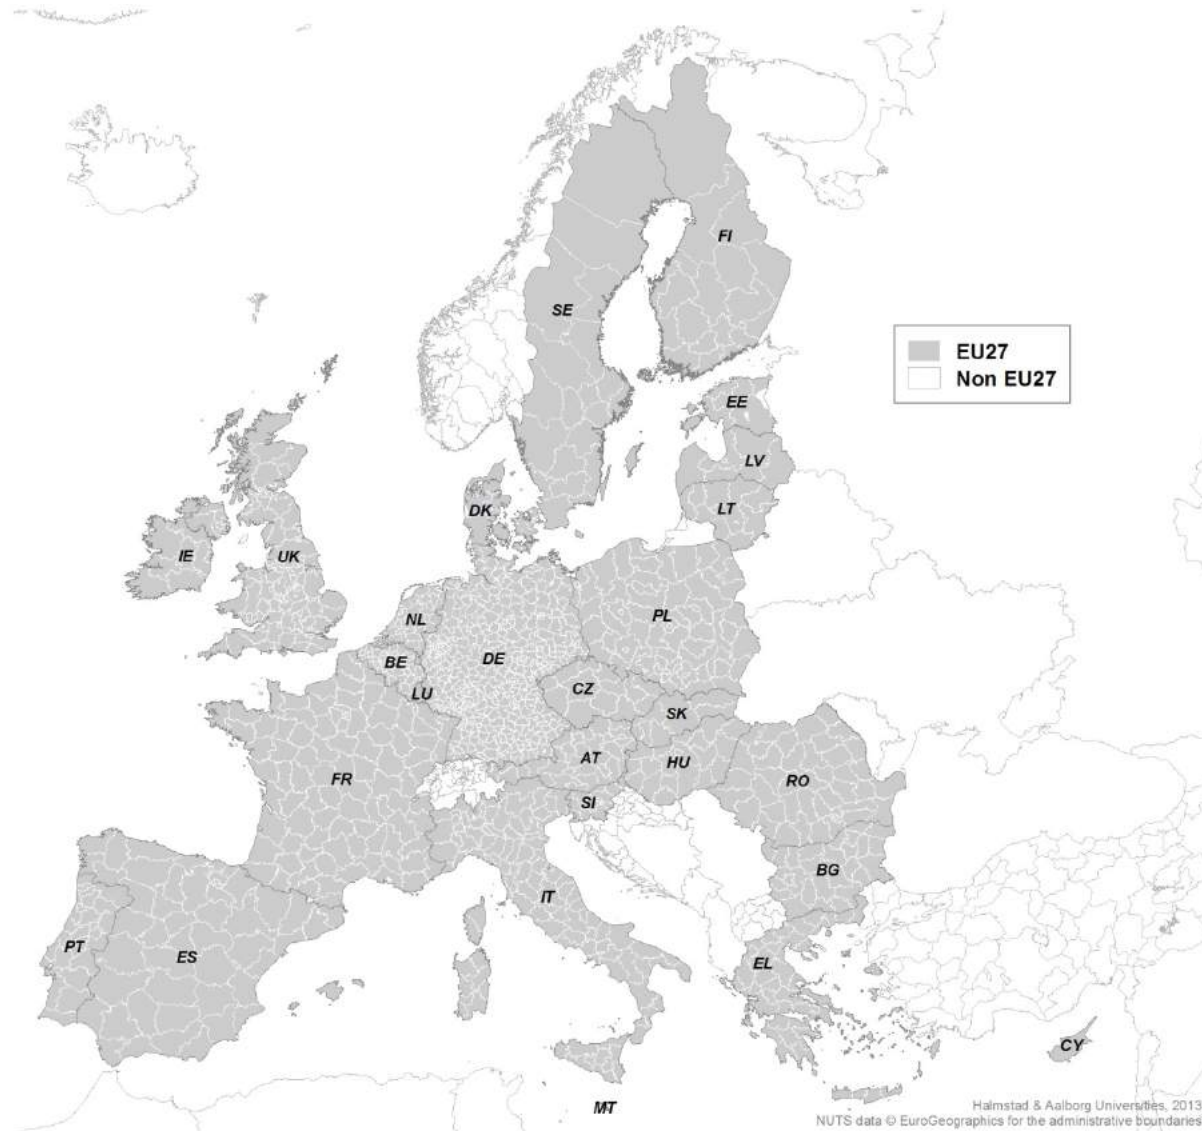 FI
SE
EU27
Non EU27
EE
LV
LT
DK
IE
UK
NL
PL
BE
DE
LU
CZ
SK
AT
HU
FR
RO
SI
BG
IT
PT
ES
EL
CY
MT
Halmstad & Aalborg Universities, 2013
NUTS data © EuroGeographics for the administrative boundaries